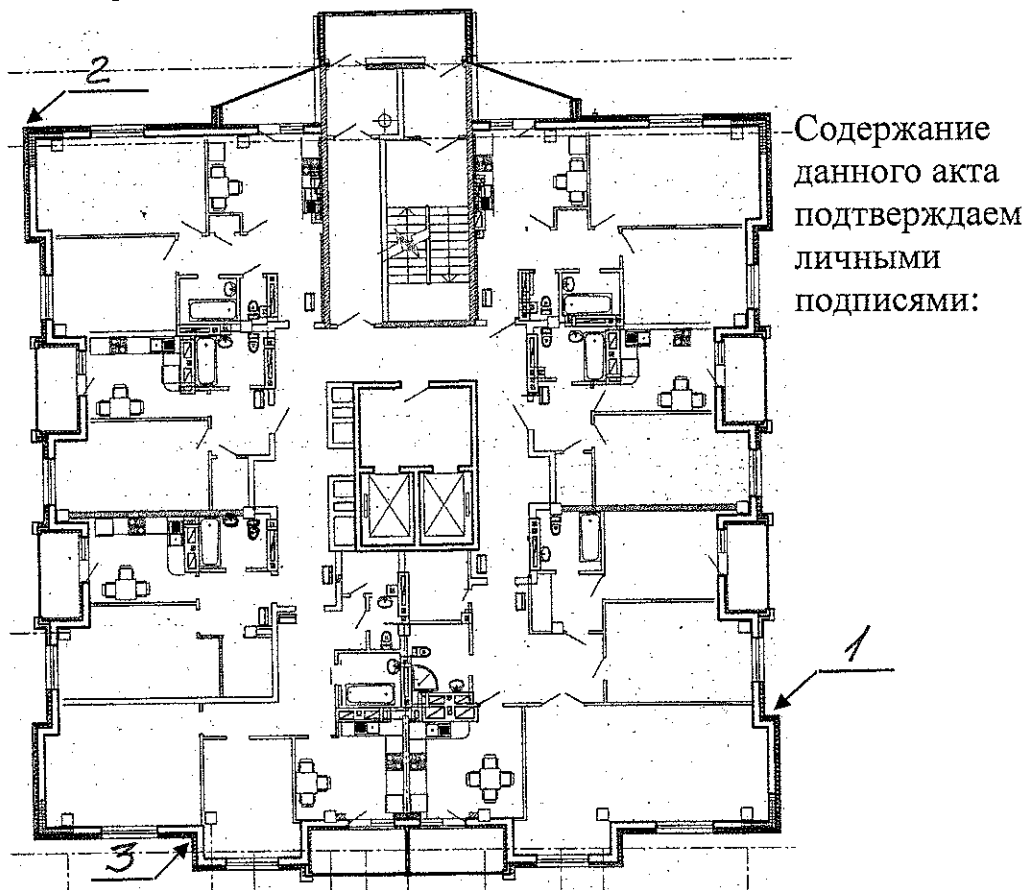 2
Содержание
данного акта
подтверждаем
личными
подписями:
1
3